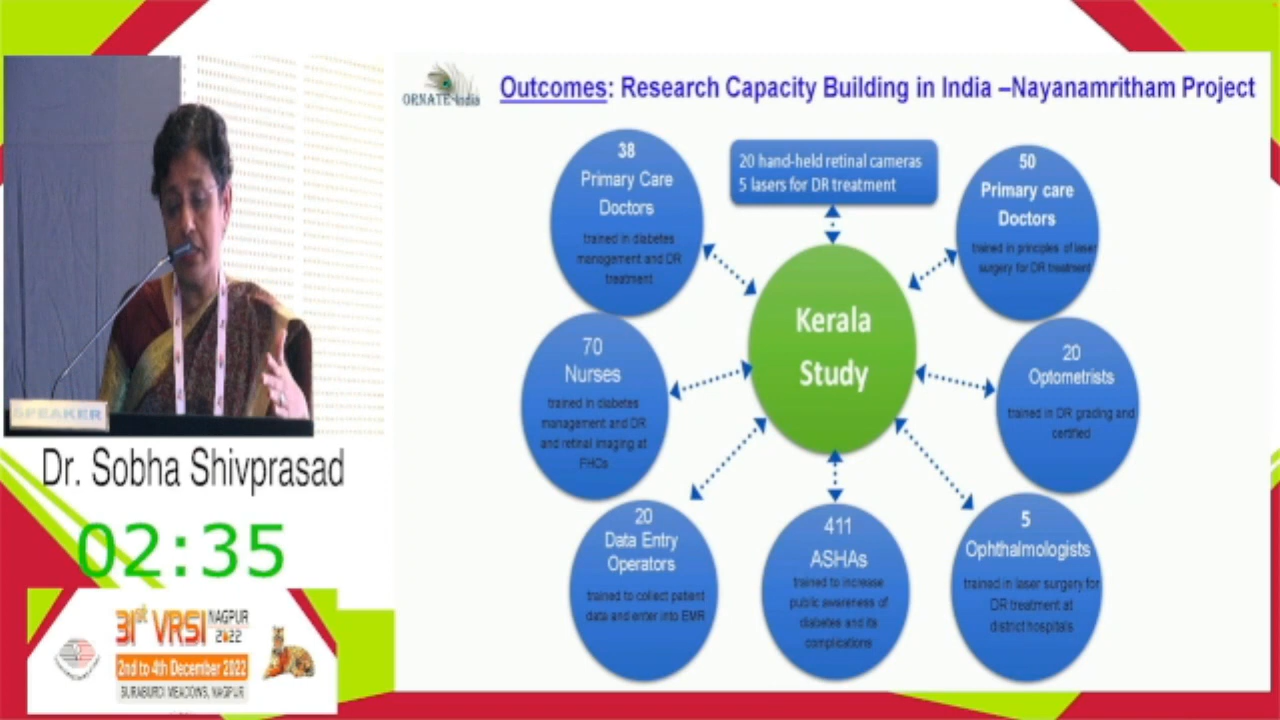 ORNATE-India
Outcomes: Research Capacity Building in India –Nayanamritham Project
38
Primary Care
Doctors
trained in diabetes
management and DR
treatment
20 hand-held retinal cameras
5 lasers for DR treatment
50
Primary care
Doctors
trained in principles of laser
surgery for DR treatment
Kerala
Study
70
Nurses
trained in diabetes
management and DR
and retinal imaging at
FHCs
20
Optometrists
trained in DR grading and
certified
20
Data Entry
Operators
trained to collect patient
data and enter into EMR
411
ASHAs
trained to increase
public awareness of
diabetes and its
complications
5
Ophthalmologists
trained in laser surgery for
DR treatment at
district hospitals
SPEAKER
Dr. Sobha Shivprasad
02:35
31st VRSI NAGPUR
2022
2nd to 4th December 2022
SURABURDI MEADOWS, NAGPUR